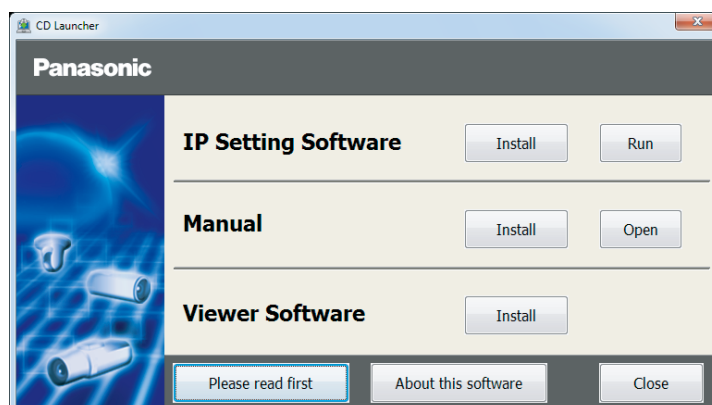 CD Launcher
X
Panasonic
IP Setting Software Install Run
Manual Install Open
Viewer Software Install
Please read first About this software Close